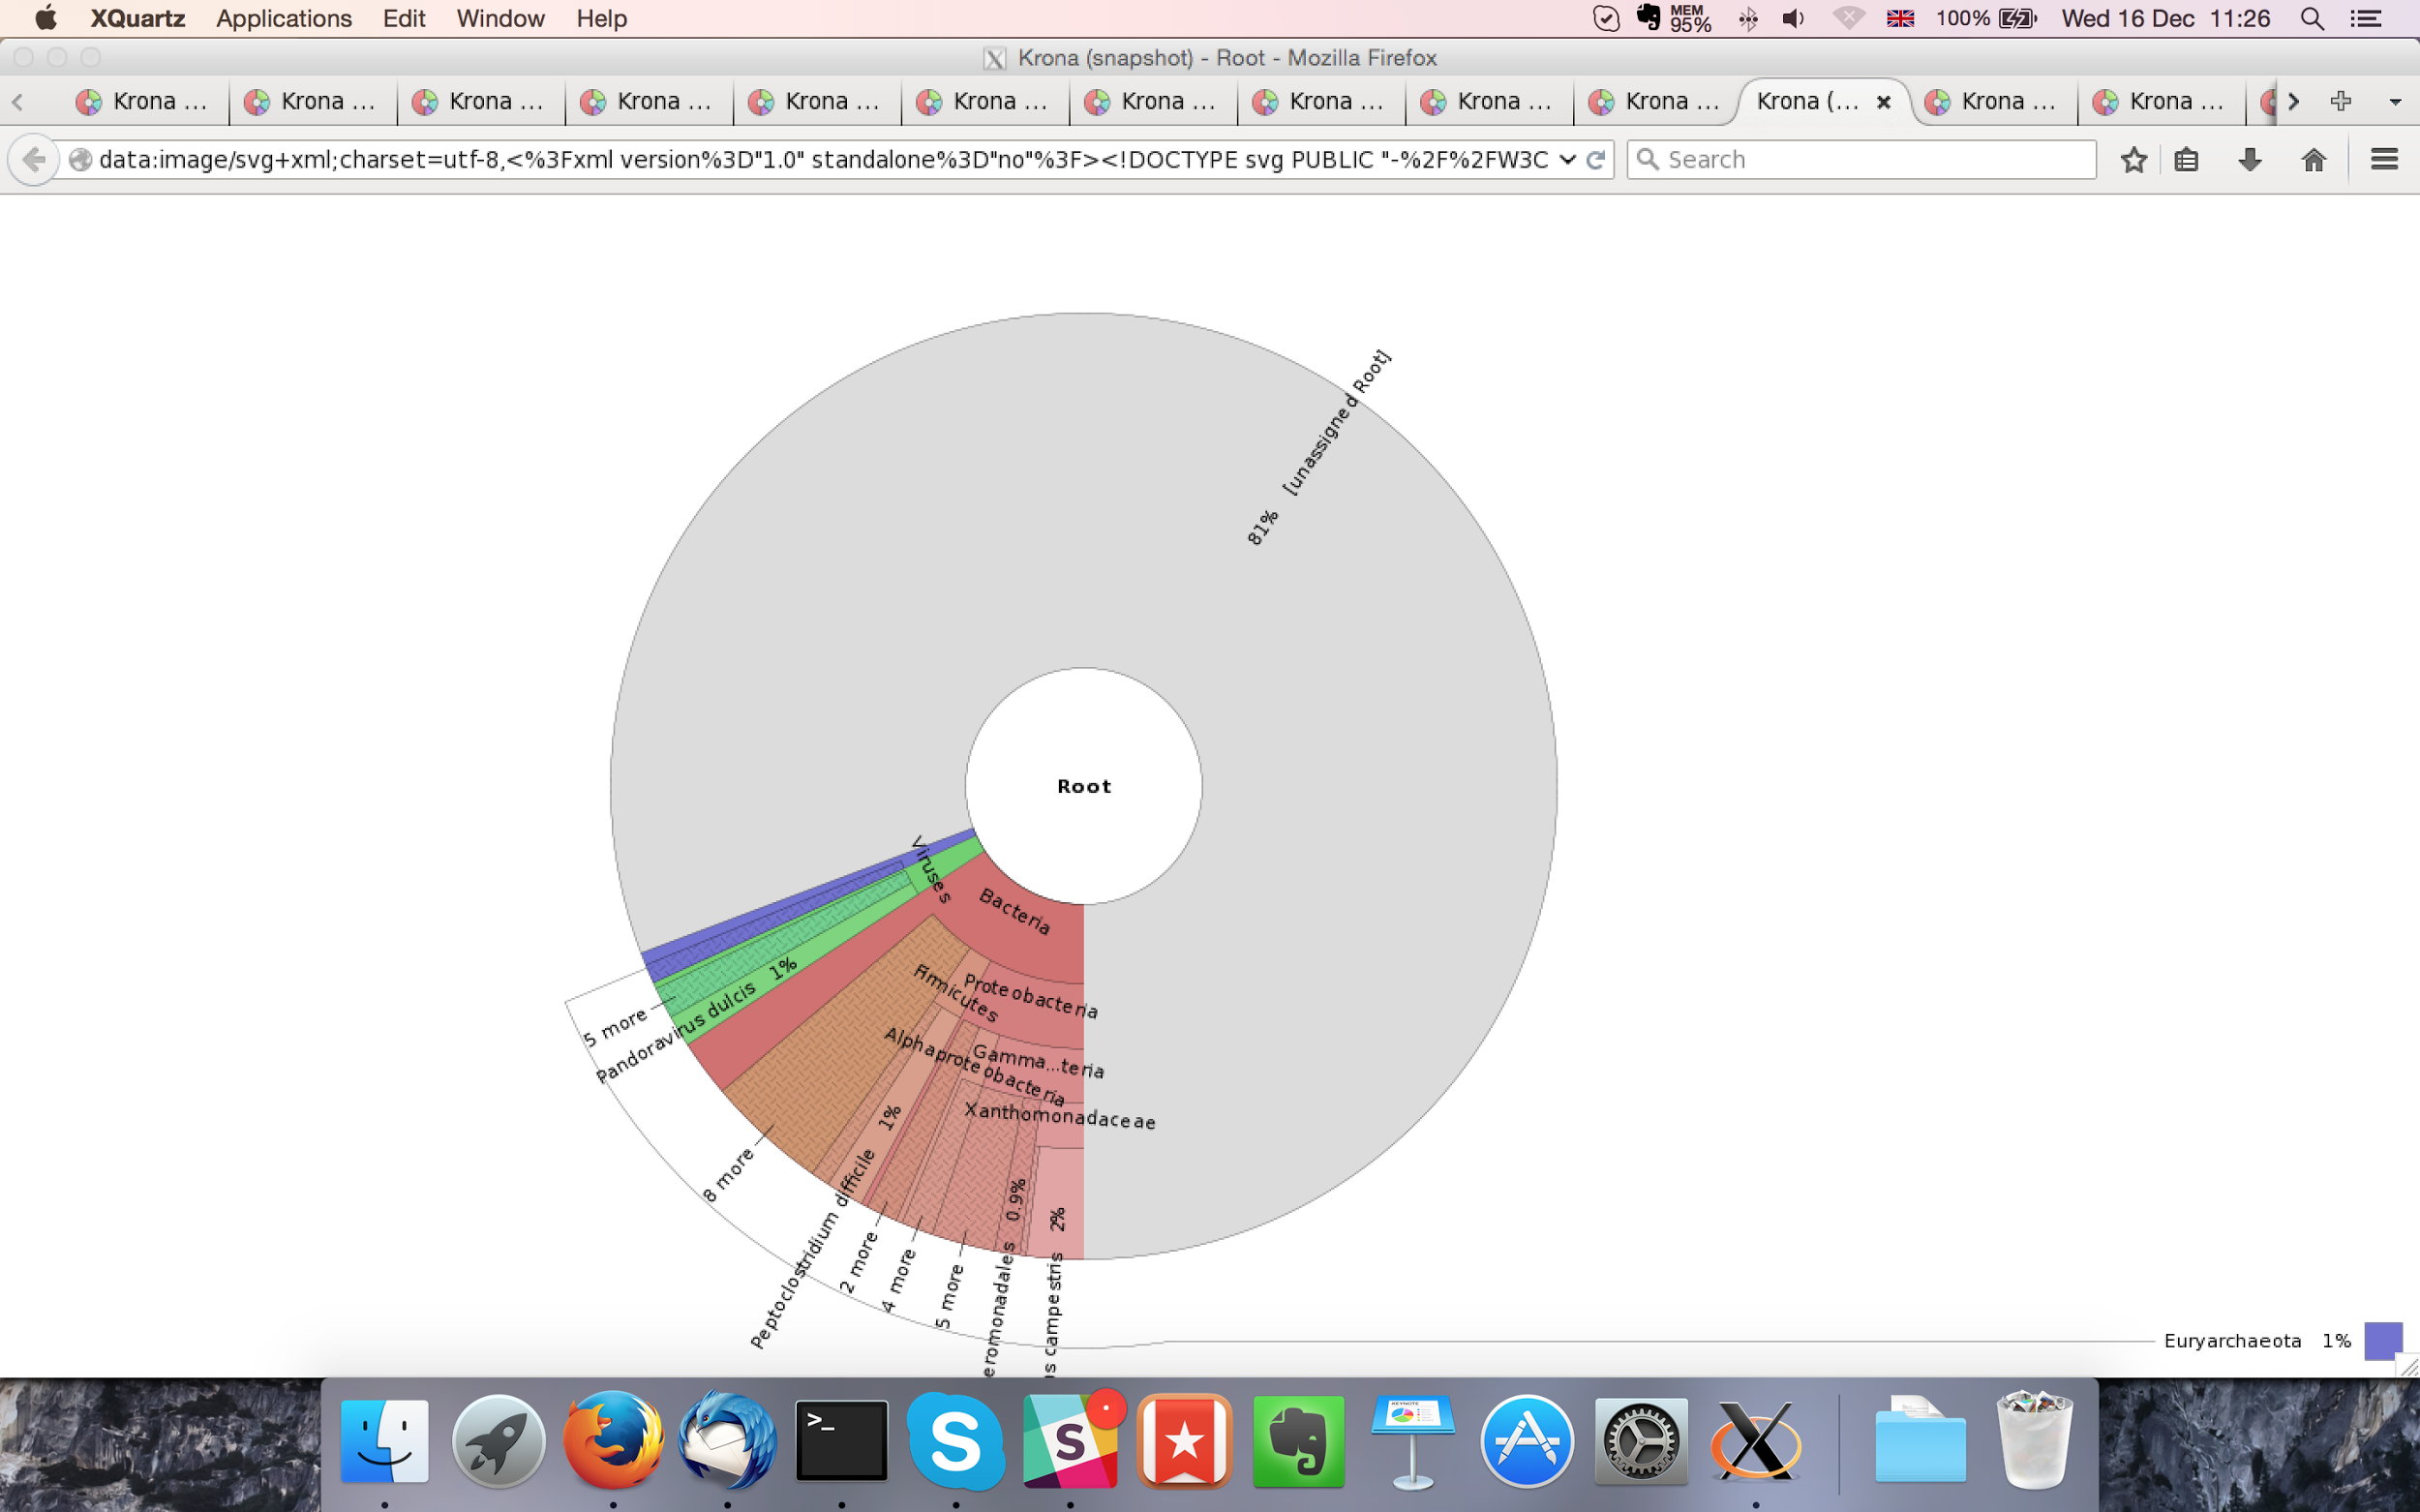 XQuartz Applications Edit Window Help MEM 95% 100% Wed 16 Dec 11:26
Krona (snapshot) - Root - Mozilla Firefox
Krona ... Krona ... Krona ... Krona ... Krona ... Krona ... Krona ... Krona ... Krona ... Krona ... Krona (... Krona ... Krona ...
data:image/svg+xml;charset=utf-8,<%3Fxml version%3D"1.0" standalone%3D"no"%3F><!DOCTYPE svg PUBLIC "-%2F%2FW3C Search
81% [unassigned Root]
Root
Viruses
Bacteria
Firmicutes
Proteobacteria
Alphaproteobacteria
Gamma...teria
Xanthomonadaceae
5 more
Pandoravirus dulcis 1%
8 more
Peptoclostridium difficile 1%
2 more
4 more
5 more
eromonadales 0.9%
as campestris 2%
Euryarchaeota 1%
>_
S
S
KEYNOTE